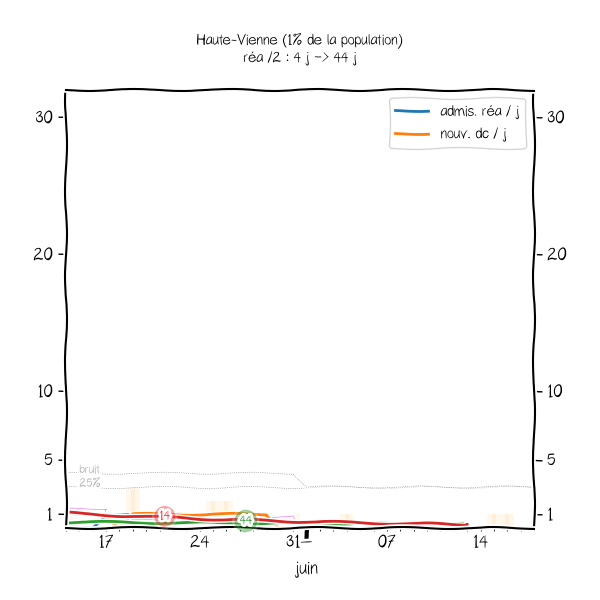 Haute-Vienne (1% de la population)
réa /2 : 4 j -> 44 j
admis. réa / j
nouv. dc / j
30 30
20 20
10 10
5 5
bruit
25%
1 14 44 1
17 24 31 07 14
juin